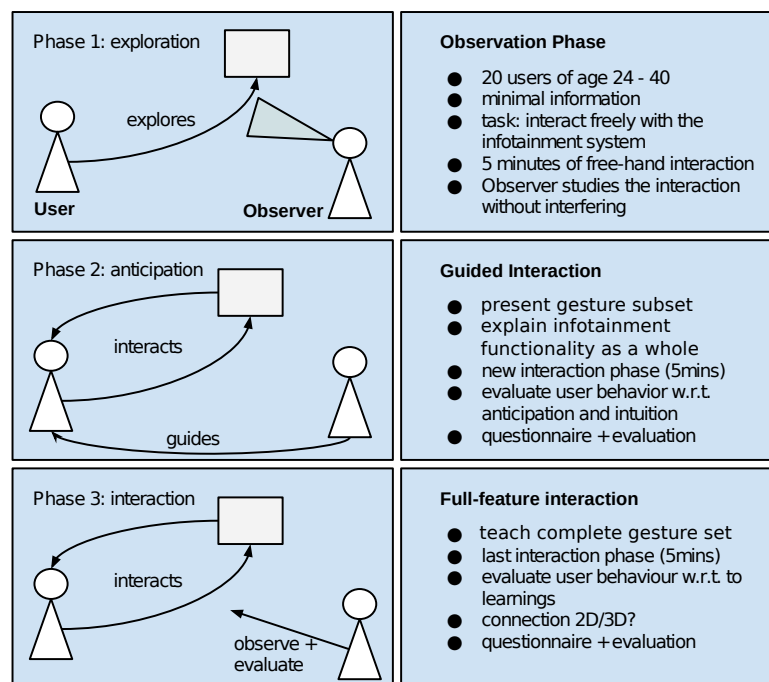 Phase 1: exploration
explores
User
Observer
Observation Phase
● 20 users of age 24 - 40
● minimal information
● task: interact freely with the
infotainment system
● 5 minutes of free-hand interaction
● Observer studies the interaction
without interfering
Phase 2: anticipation
interacts
guides
Guided Interaction
● present gesture subset
● explain infotainment
functionality as a whole
● new interaction phase (5mins)
● evaluate user behavior w.r.t.
anticipation and intuition
● questionnaire + evaluation
Phase 3: interaction
interacts
observe +
evaluate
Full-feature interaction
● teach complete gesture set
● last interaction phase (5mins)
● evaluate user behaviour w.r.t. to
learnings
● connection 2D/3D?
● questionnaire + evaluation